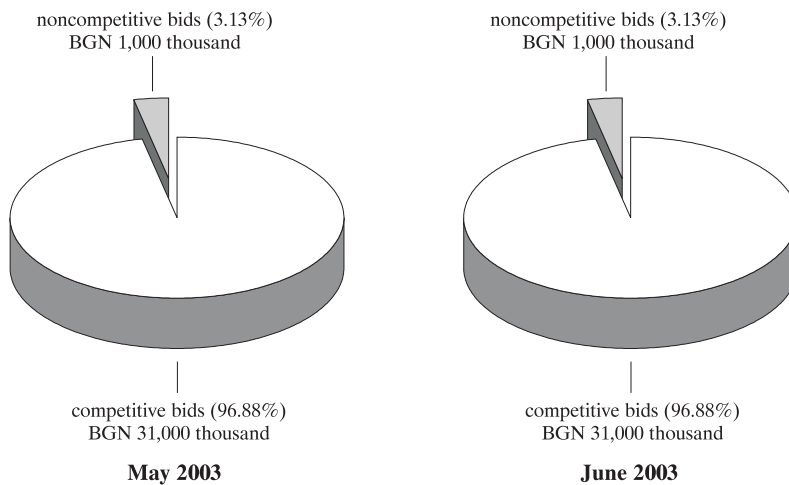 noncompetitive bids (3.13%)
BGN 1,000 thousand
competitive bids (96.88%)
BGN 31,000 thousand
May 2003
noncompetitive bids (3.13%)
BGN 1,000 thousand
competitive bids (96.88%)
BGN 31,000 thousand
June 2003